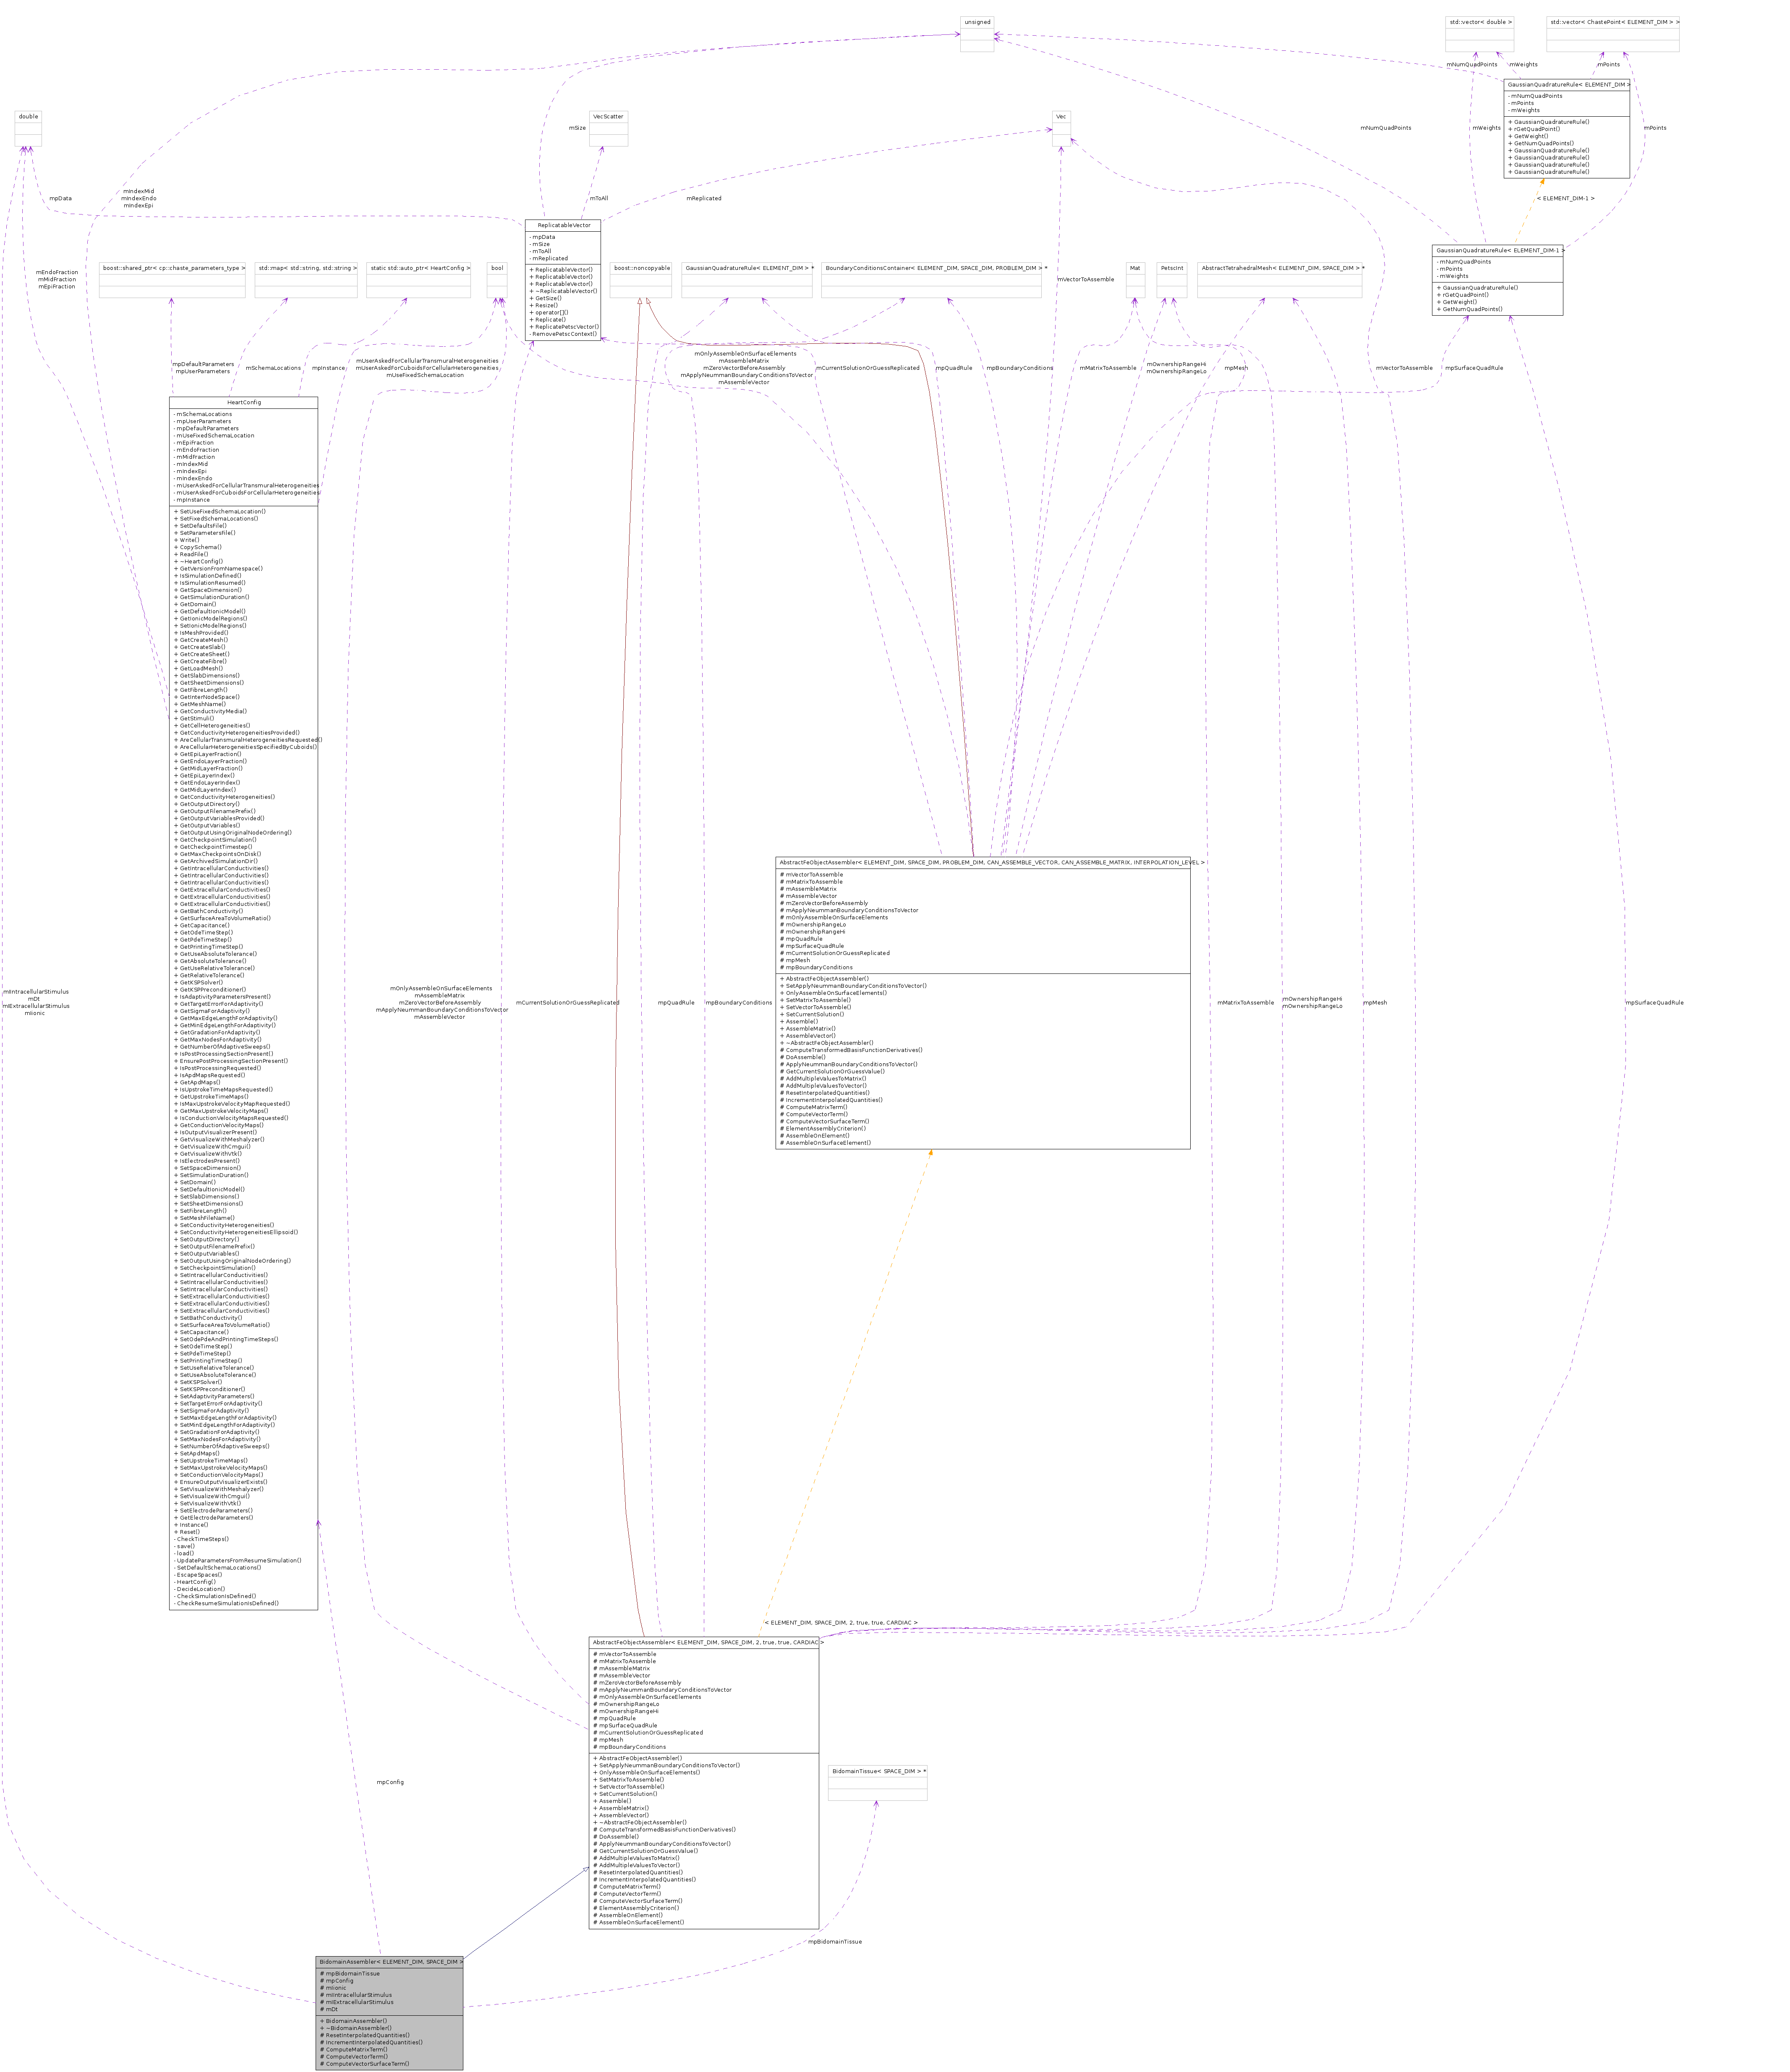 unsigned
std::vector< double >
std::vector< ChastePoint< ELEMENT_DIM > >
mNumQuadPoints
mWeights
mPoints
GaussianQuadratureRule< ELEMENT_DIM >
- mNumQuadPoints
- mPoints
- mWeights
+ GaussianQuadratureRule()
+ rGetQuadPoint()
+ GetWeight()
+ GetNumQuadPoints()
+ GaussianQuadratureRule()
+ GaussianQuadratureRule()
+ GaussianQuadratureRule()
+ GaussianQuadratureRule()
double
VecScatter
Vec
mSize
mNumQuadPoints
mWeights
mPoints
mpData
mIndexMid
mIndexEndo
mIndexEpi
mToAll
mReplicated
< ELEMENT_DIM-1 >
ReplicatableVector
- mpData
- mSize
- mToAll
- mReplicated
+ ReplicatableVector()
+ ReplicatableVector()
+ ReplicatableVector()
+ ~ReplicatableVector()
+ GetSize()
+ Resize()
+ operator[]()
+ Replicate()
+ ReplicatePetscVector()
- RemovePetscContext()
GaussianQuadratureRule< ELEMENT_DIM-1 >
- mNumQuadPoints
- mPoints
- mWeights
+ GaussianQuadratureRule()
+ rGetQuadPoint()
+ GetWeight()
+ GetNumQuadPoints()
mEndoFraction
mMidFraction
mEpiFraction
boost::shared_ptr< cp::chaste_parameters_type >
std::map< std::string, std::string >
static std::auto_ptr< HeartConfig >
bool
boost::noncopyable
GaussianQuadratureRule< ELEMENT_DIM > *
BoundaryConditionsContainer< ELEMENT_DIM, SPACE_DIM, PROBLEM_DIM > *
mVectorToAssemble
Mat
PetscInt
AbstractTetrahedralMesh< ELEMENT_DIM, SPACE_DIM > *
mpDefaultParameters
mpUserParameters
mSchemaLocations
mpInstance
mUserAskedForCellularTransmuralHeterogeneities
mUserAskedForCuboidsForCellularHeterogeneities
mUseFixedSchemaLocation
mOnlyAssembleOnSurfaceElements
mAssembleMatrix
mZeroVectorBeforeAssembly
mApplyNeummanBoundaryConditionsToVector
mAssembleVector
mCurrentSolutionOrGuessReplicated
mpQuadRule
mpBoundaryConditions
mMatrixToAssemble
mOwnershipRangeHi
mOwnershipRangeLo
mpMesh
mVectorToAssemble
mpSurfaceQuadRule
HeartConfig
- mSchemaLocations
- mpUserParameters
- mpDefaultParameters
- mUseFixedSchemaLocation
- mEpiFraction
- mEndoFraction
- mMidFraction
- mIndexMid
- mIndexEpi
- mIndexEndo
- mUserAskedForCellularTransmuralHeterogeneities
- mUserAskedForCuboidsForCellularHeterogeneities
- mpInstance
+ SetUseFixedSchemaLocation()
+ SetFixedSchemaLocations()
+ SetDefaultsFile()
+ SetParametersFile()
+ Write()
+ CopySchema()
+ ReadFile()
+ ~HeartConfig()
+ GetVersionFromNamespace()
+ IsSimulationDefined()
+ IsSimulationResumed()
+ GetSpaceDimension()
+ GetSimulationDuration()
+ GetDomain()
+ GetDefaultIonicModel()
+ GetIonicModelRegions()
+ SetIonicModelRegions()
+ IsMeshProvided()
+ GetCreateMesh()
+ GetCreateSlab()
+ GetCreateSheet()
+ GetCreateFibre()
+ GetLoadMesh()
+ GetSlabDimensions()
+ GetSheetDimensions()
+ GetFibreLength()
+ GetInterNodeSpace()
+ GetMeshName()
+ GetConductivityMedia()
+ GetStimuli()
+ GetCellHeterogeneities()
+ GetConductivityHeterogeneitiesProvided()
+ AreCellularTransmuralHeterogeneitiesRequested()
+ AreCellularHeterogeneitiesSpecifiedByCuboids()
+ GetEpiLayerFraction()
+ GetEndoLayerFraction()
+ GetMidLayerFraction()
+ GetEpiLayerIndex()
+ GetEndoLayerIndex()
+ GetMidLayerIndex()
+ GetConductivityHeterogeneities()
+ GetOutputDirectory()
+ GetOutputFilenamePrefix()
+ GetOutputVariablesProvided()
+ GetOutputVariables()
+ GetOutputUsingOriginalNodeOrdering()
+ GetCheckpointSimulation()
+ GetCheckpointTimestep()
+ GetMaxCheckpointsOnDisk()
+ GetArchivedSimulationDir()
+ GetIntracellularConductivities()
+ GetIntracellularConductivities()
+ GetIntracellularConductivities()
+ GetExtracellularConductivities()
+ GetExtracellularConductivities()
+ GetExtracellularConductivities()
+ GetBathConductivity()
+ GetSurfaceAreaToVolumeRatio()
+ GetCapacitance()
+ GetOdeTimeStep()
+ GetPdeTimeStep()
+ GetPrintingTimeStep()
+ GetUseAbsoluteTolerance()
+ GetAbsoluteTolerance()
+ GetUseRelativeTolerance()
+ GetRelativeTolerance()
+ GetKSPSolver()
+ GetKSPPreconditioner()
+ IsAdaptivityParametersPresent()
+ GetTargetErrorForAdaptivity()
+ GetSigmaForAdaptivity()
+ GetMaxEdgeLengthForAdaptivity()
+ GetMinEdgeLengthForAdaptivity()
+ GetGradationForAdaptivity()
+ GetMaxNodesForAdaptivity()
+ GetNumberOfAdaptiveSweeps()
+ IsPostProcessingSectionPresent()
+ EnsurePostProcessingSectionPresent()
+ IsPostProcessingRequested()
+ IsApdMapsRequested()
+ GetApdMaps()
+ IsUpstrokeTimeMapsRequested()
+ GetUpstrokeTimeMaps()
+ IsMaxUpstrokeVelocityMapRequested()
+ GetMaxUpstrokeVelocityMaps()
+ IsConductionVelocityMapsRequested()
+ GetConductionVelocityMaps()
+ IsOutputVisualizerPresent()
+ GetVisualizeWithMeshalyzer()
+ GetVisualizeWithCmgui()
+ GetVisualizeWithVtk()
+ IsElectrodesPresent()
+ SetSpaceDimension()
+ SetSimulationDuration()
+ SetDomain()
+ SetDefaultIonicModel()
+ SetSlabDimensions()
+ SetSheetDimensions()
+ SetFibreLength()
+ SetMeshFileName()
+ SetConductivityHeterogeneities()
+ SetConductivityHeterogeneitiesEllipsoid()
+ SetOutputDirectory()
+ SetOutputFilenamePrefix()
+ SetOutputVariables()
+ SetOutputUsingOriginalNodeOrdering()
+ SetCheckpointSimulation()
+ SetIntracellularConductivities()
+ SetIntracellularConductivities()
+ SetIntracellularConductivities()
+ SetExtracellularConductivities()
+ SetExtracellularConductivities()
+ SetExtracellularConductivities()
+ SetBathConductivity()
+ SetSurfaceAreaToVolumeRatio()
+ SetCapacitance()
+ SetOdePdeAndPrintingTimeSteps()
+ SetOdeTimeStep()
+ SetPdeTimeStep()
+ SetPrintingTimeStep()
+ SetUseRelativeTolerance()
+ SetUseAbsoluteTolerance()
+ SetKSPSolver()
+ SetKSPPreconditioner()
+ SetAdaptivityParameters()
+ SetTargetErrorForAdaptivity()
+ SetSigmaForAdaptivity()
+ SetMaxEdgeLengthForAdaptivity()
+ SetMinEdgeLengthForAdaptivity()
+ SetGradationForAdaptivity()
+ SetMaxNodesForAdaptivity()
+ SetNumberOfAdaptiveSweeps()
+ SetApdMaps()
+ SetUpstrokeTimeMaps()
+ SetMaxUpstrokeVelocityMaps()
+ SetConductionVelocityMaps()
+ EnsureOutputVisualizerExists()
+ SetVisualizeWithMeshalyzer()
+ SetVisualizeWithCmgui()
+ SetVisualizeWithVtk()
+ SetElectrodeParameters()
+ GetElectrodeParameters()
+ Instance()
+ Reset()
- CheckTimeSteps()
- save()
- load()
- UpdateParametersFromResumeSimulation()
- SetDefaultSchemaLocations()
- EscapeSpaces()
- HeartConfig()
- DecideLocation()
- CheckSimulationIsDefined()
- CheckResumeSimulationIsDefined()
AbstractFeObjectAssembler< ELEMENT_DIM, SPACE_DIM, PROBLEM_DIM, CAN_ASSEMBLE_VECTOR, CAN_ASSEMBLE_MATRIX, INTERPOLATION_LEVEL >
# mVectorToAssemble
# mMatrixToAssemble
# mAssembleMatrix
# mAssembleVector
# mZeroVectorBeforeAssembly
# mApplyNeummanBoundaryConditionsToVector
# mOnlyAssembleOnSurfaceElements
# mOwnershipRangeLo
# mOwnershipRangeHi
# mpQuadRule
# mpSurfaceQuadRule
# mCurrentSolutionOrGuessReplicated
# mpMesh
# mpBoundaryConditions
+ AbstractFeObjectAssembler()
+ SetApplyNeummanBoundaryConditionsToVector()
+ OnlyAssembleOnSurfaceElements()
+ SetMatrixToAssemble()
+ SetVectorToAssemble()
+ SetCurrentSolution()
+ Assemble()
+ AssembleMatrix()
+ AssembleVector()
+ ~AbstractFeObjectAssembler()
# ComputeTransformedBasisFunctionDerivatives()
# DoAssemble()
# ApplyNeummanBoundaryConditionsToVector()
# GetCurrentSolutionOrGuessValue()
# AddMultipleValuesToMatrix()
# AddMultipleValuesToVector()
# ResetInterpolatedQuantities()
# IncrementInterpolatedQuantities()
# ComputeMatrixTerm()
# ComputeVectorTerm()
# ComputeVectorSurfaceTerm()
# ElementAssemblyCriterion()
# AssembleOnElement()
# AssembleOnSurfaceElement()
mIIntracellularStimulus
mDt
mIExtracellularStimulus
mIionic
mOnlyAssembleOnSurfaceElements
mAssembleMatrix
mZeroVectorBeforeAssembly
mApplyNeummanBoundaryConditionsToVector
mAssembleVector
mCurrentSolutionOrGuessReplicated
mpQuadRule
mpBoundaryConditions
mMatrixToAssemble
mOwnershipRangeHi
mOwnershipRangeLo
mpMesh
mpSurfaceQuadRule
< ELEMENT_DIM, SPACE_DIM, 2, true, true, CARDIAC >
AbstractFeObjectAssembler< ELEMENT_DIM, SPACE_DIM, 2, true, true, CARDIAC >
# mVectorToAssemble
# mMatrixToAssemble
# mAssembleMatrix
# mAssembleVector
# mZeroVectorBeforeAssembly
# mApplyNeummanBoundaryConditionsToVector
# mOnlyAssembleOnSurfaceElements
# mOwnershipRangeLo
# mOwnershipRangeHi
# mpQuadRule
# mpSurfaceQuadRule
# mCurrentSolutionOrGuessReplicated
# mpMesh
# mpBoundaryConditions
+ AbstractFeObjectAssembler()
+ SetApplyNeummanBoundaryConditionsToVector()
+ OnlyAssembleOnSurfaceElements()
+ SetMatrixToAssemble()
+ SetVectorToAssemble()
+ SetCurrentSolution()
+ Assemble()
+ AssembleMatrix()
+ AssembleVector()
+ ~AbstractFeObjectAssembler()
# ComputeTransformedBasisFunctionDerivatives()
# DoAssemble()
# ApplyNeummanBoundaryConditionsToVector()
# GetCurrentSolutionOrGuessValue()
# AddMultipleValuesToMatrix()
# AddMultipleValuesToVector()
# ResetInterpolatedQuantities()
# IncrementInterpolatedQuantities()
# ComputeMatrixTerm()
# ComputeVectorTerm()
# ComputeVectorSurfaceTerm()
# ElementAssemblyCriterion()
# AssembleOnElement()
# AssembleOnSurfaceElement()
BidomainTissue< SPACE_DIM > *
mpConfig
mpBidomainTissue
BidomainAssembler< ELEMENT_DIM, SPACE_DIM >
# mpBidomainTissue
# mpConfig
# mIionic
# mIIntracellularStimulus
# mIExtracellularStimulus
# mDt
+ BidomainAssembler()
+ ~BidomainAssembler()
# ResetInterpolatedQuantities()
# IncrementInterpolatedQuantities()
# ComputeMatrixTerm()
# ComputeVectorTerm()
# ComputeVectorSurfaceTerm()